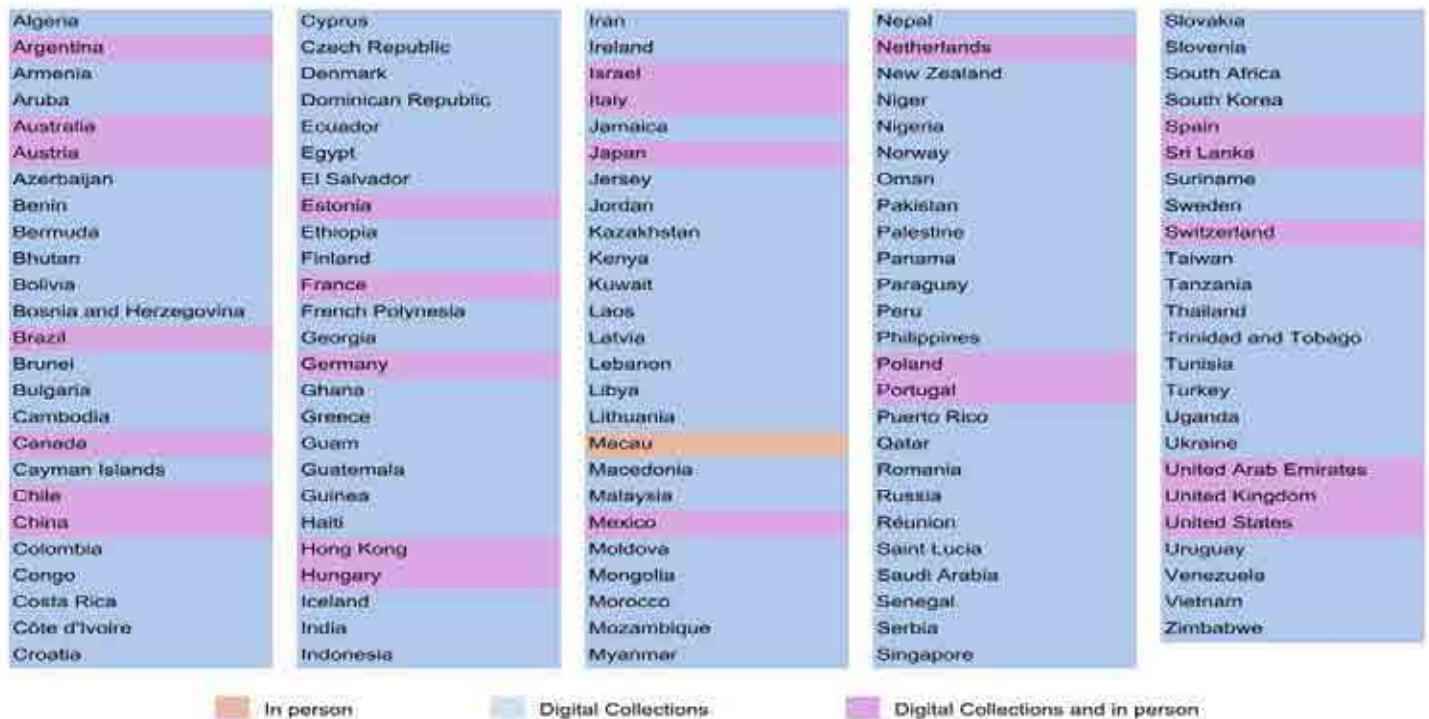 Algeria
Argentina
Armenia
Aruba
Australia
Austria
Azerbaijan
Benin
Bermuda
Bhutan
Bolivia
Bosnia and Herzegovina
Brazil
Brunei
Bulgaria
Cambodia
Canada
Cayman Islands
Chile
China
Colombia
Congo
Costa Rica
Côte d'Ivoire
Croatia
Cyprus
Czech Republic
Denmark
Dominican Republic
Ecuador
Egypt
El Salvador
Estonia
Ethiopia
Finland
France
French Polynesia
Georgia
Germany
Ghana
Greece
Guam
Guatemala
Guinea
Haiti
Hong Kong
Hungary
Iceland
India
Indonesia
Iran
Ireland
Israel
Italy
Jamaica
Japan
Jersey
Jordan
Kazakhstan
Kenya
Kuwait
Laos
Latvia
Lebanon
Libya
Lithuania
Macau
Macedonia
Malaysia
Mexico
Moldova
Mongolia
Morocco
Mozambique
Myanmar
Nepal
Netherlands
New Zealand
Niger
Nigeria
Norway
Oman
Pakistan
Palestine
Panama
Paraguay
Peru
Philippines
Poland
Portugal
Puerto Rico
Qatar
Romania
Russia
Réunion
Saint Lucia
Saudi Arabia
Senegal
Serbia
Singapore
Slovakia
Slovenia
South Africa
South Korea
Spain
Sri Lanka
Suriname
Sweden
Switzerland
Taiwan
Tanzania
Thailand
Trinidad and Tobago
Tunisia
Turkey
Uganda
Ukraine
United Arab Emirates
United Kingdom
United States
Uruguay
Venezuela
Vietnam
Zimbabwe
In person
Digital Collections
Digital Collections and in person